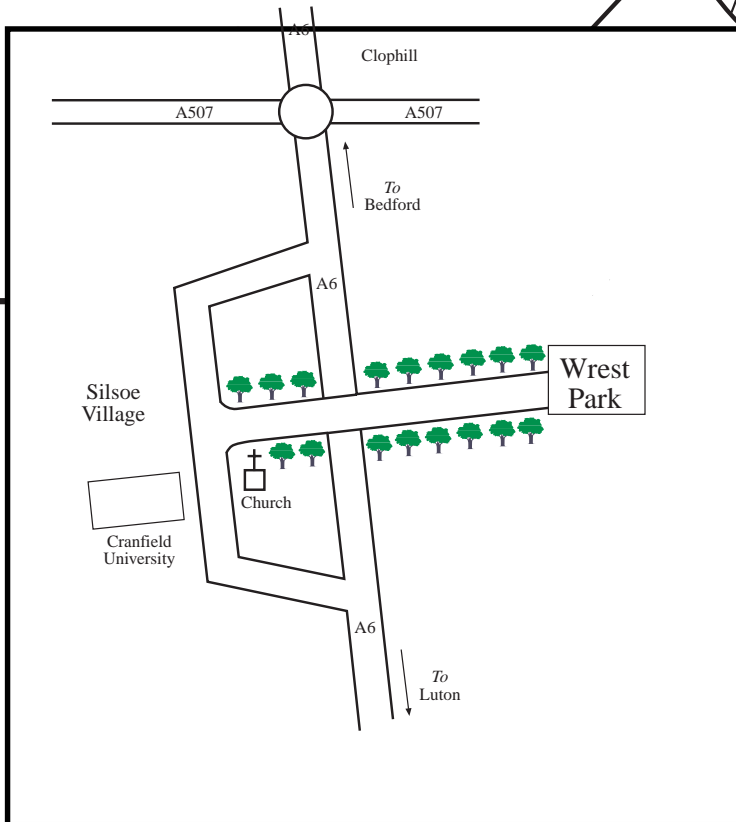 A6
Clophill
A507
A507
To
Bedford
A6
Wrest
Park
Silsoe
Village
Church
Cranfield
University
A6
To
Luton